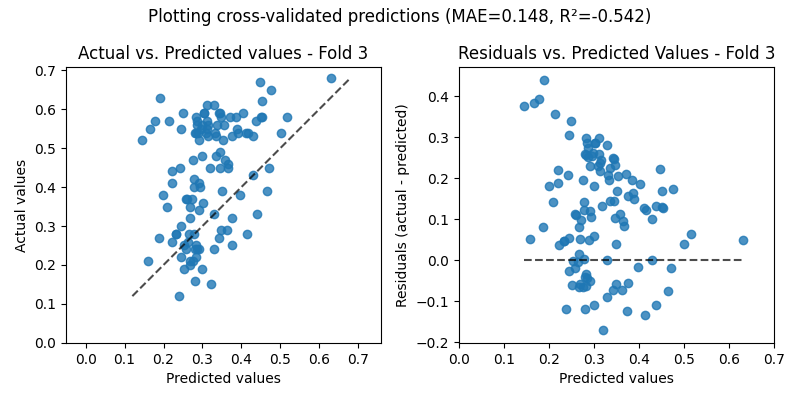 Plotting cross-validated predictions (MAE=0.148, R²=-0.542)
Actual vs. Predicted values - Fold 3
Actual values
0.7
0.6
0.5
0.4
0.3
0.2
0.1
0.0
0.0 0.1 0.2 0.3 0.4 0.5 0.6 0.7
Predicted values
Residuals vs. Predicted Values - Fold 3
Residuals (actual - predicted)
0.4
0.3
0.2
0.1
0.0
−0.1
−0.2
0.0 0.1 0.2 0.3 0.4 0.5 0.6 0.7
Predicted values